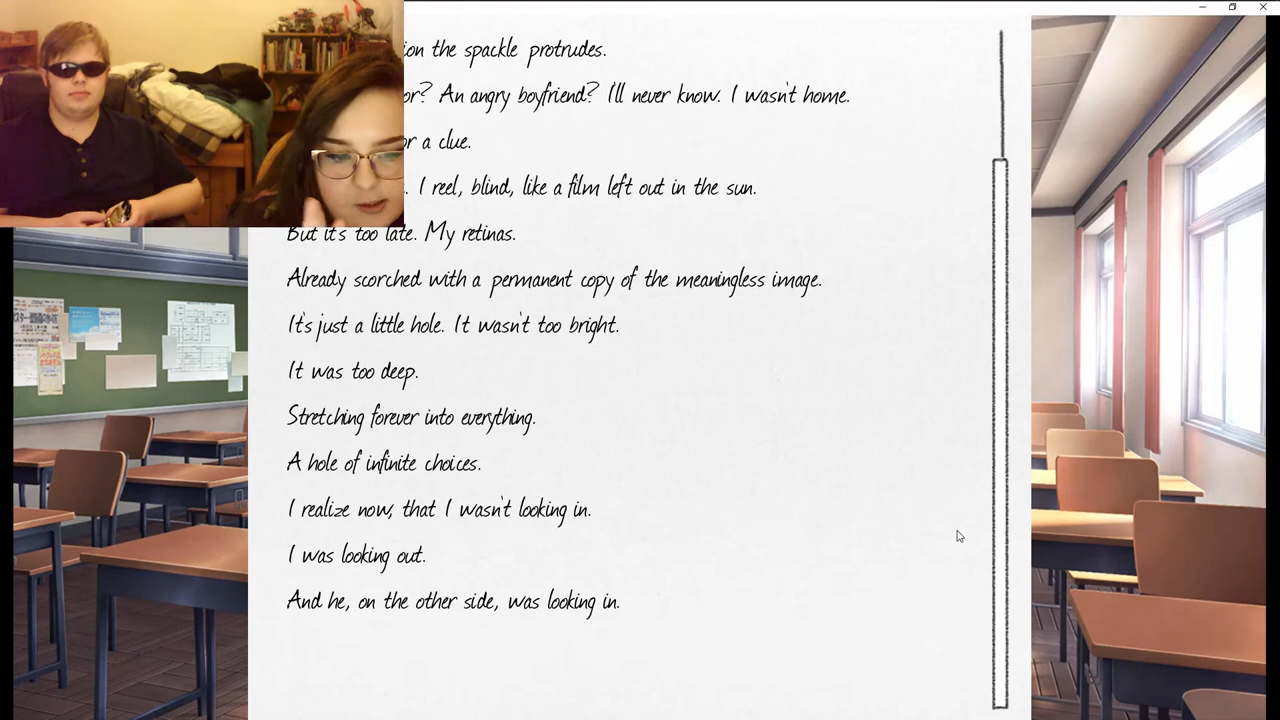 the spackle protrudes.
An angry boyfriend? I'll never know. I wasn't home.
a clue.
I reel, blind, like a film left out in the sun.
But it's too late. My retinas.
Already scorched with a permanent copy of the meaningless image.
It's just a little hole. It wasn't too bright.
It was too deep.
Stretching forever into everything.
A hole of infinite choices.
I realize now, that I wasn't looking in.
I was looking out.
And he, on the other side, was looking in.